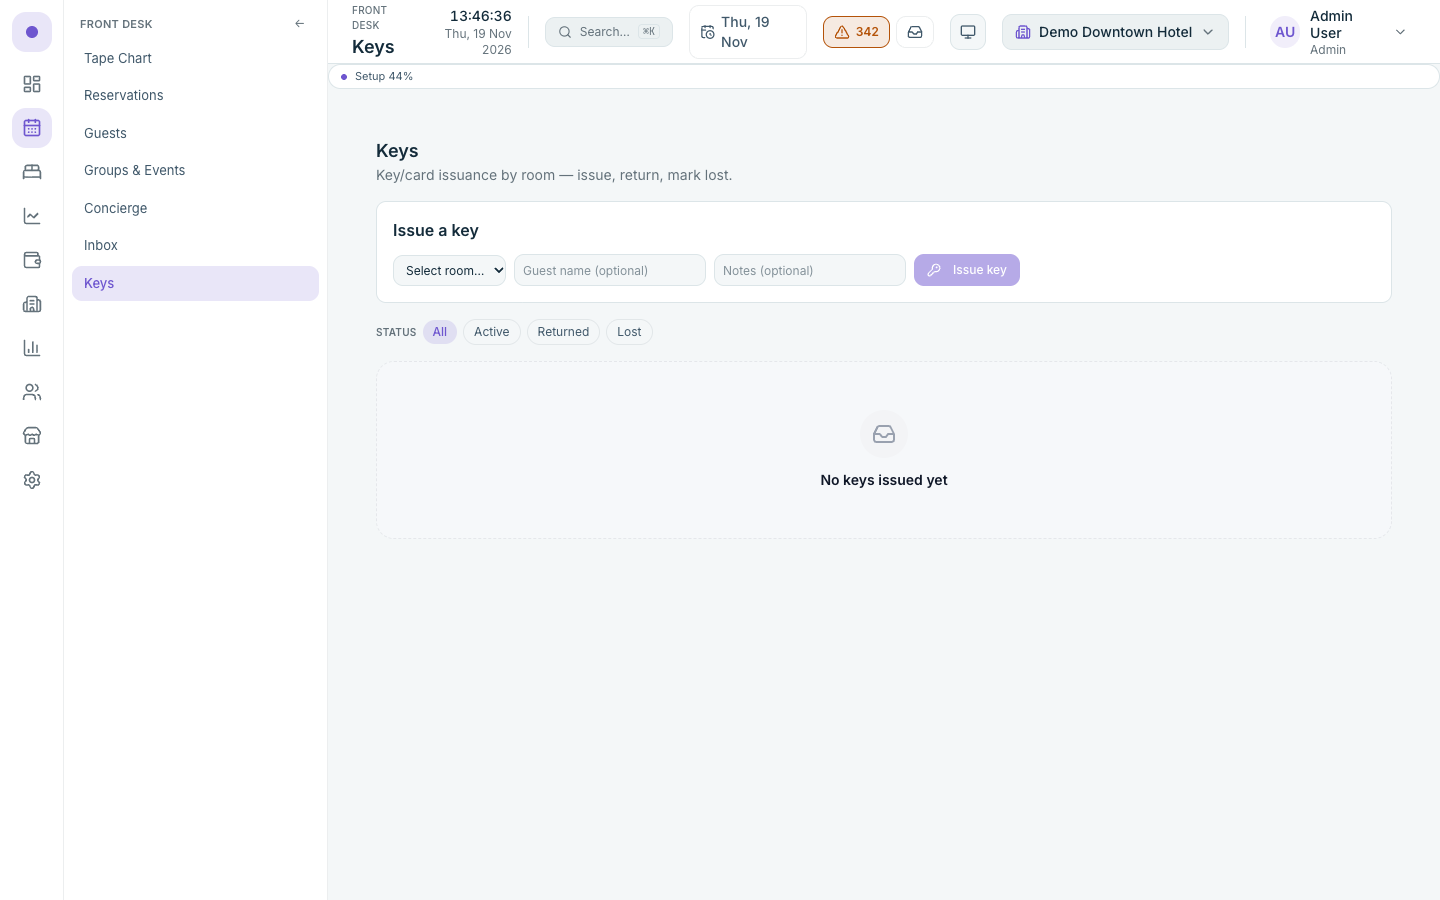 FRONT DESK
Tape Chart
Reservations
Guests
Groups & Events
Concierge
Inbox
Keys
FRONT
DESK
Keys
13:46:36
Thu, 19 Nov
2026
Search... ⌘K
Thu, 19
Nov
342
Demo Downtown Hotel
AU
Admin
User
Admin
Setup 44%
Keys
Key/card issuance by room — issue, return, mark lost.
Issue a key
Select room... Guest name (optional) Notes (optional) Issue key
STATUS All Active Returned Lost
No keys issued yet